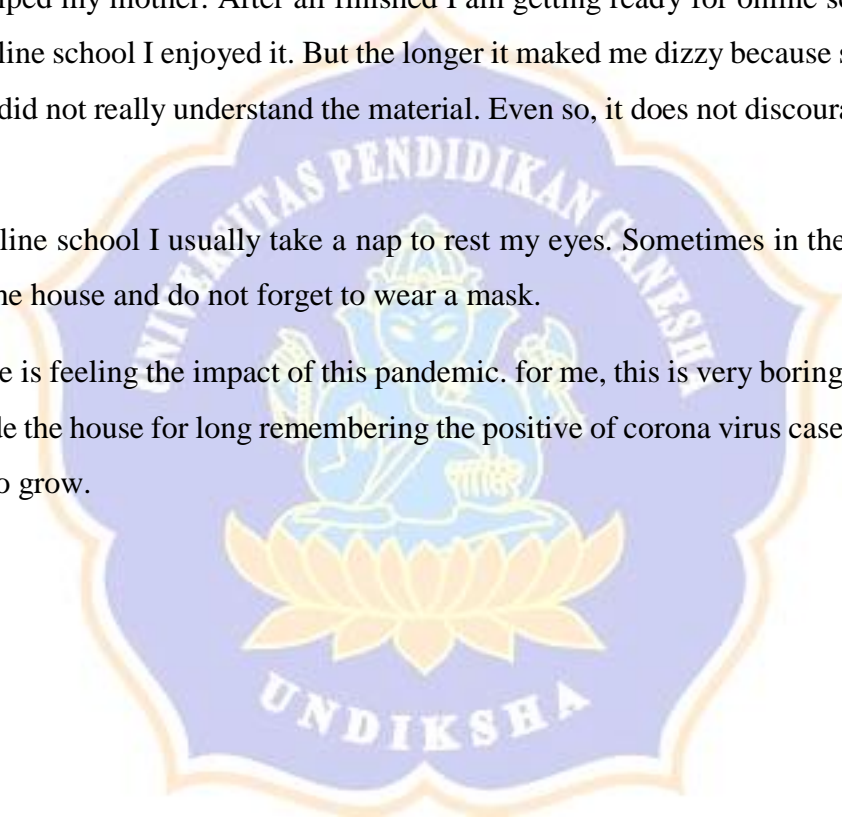 my mother. After all finished I am getting ready for online
line school I enjoyed it. But the longer it maked me dizzy because
did not really understand the material. Even so, it does not
UNIVERSITAS PENDIDIKAN GANESHA
line school I usually take a nap to rest my eyes. Sometimes in the
house and do not forget to wear a mask.
is feeling the impact of this pandemic. for me, this is very boring
the house for long remembering the positive of corona virus case
grow.
UNDIKSHA